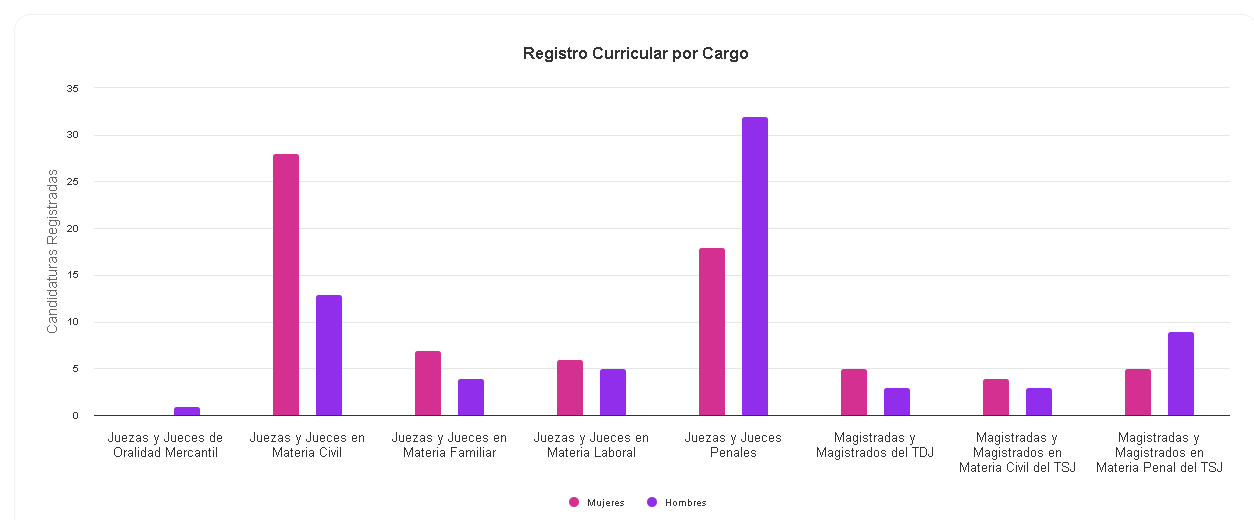 Registro Curricular por Cargo
Candidaturas Registradas
35
30
25
20
15
10
5
0
Juezas y Jueces de
Oralidad Mercantil
Juezas y Jueces en
Materia Civil
Juezas y Jueces en
Materia Familiar
Juezas y Jueces en
Materia Laboral
Juezas y Jueces
Penales
Magistradas y
Magistrados del TDJ
Magistradas y
Magistrados en
Materia Civil del TSJ
Magistradas y
Magistrados en
Materia Penal del TSJ
Mujeres
Hombres